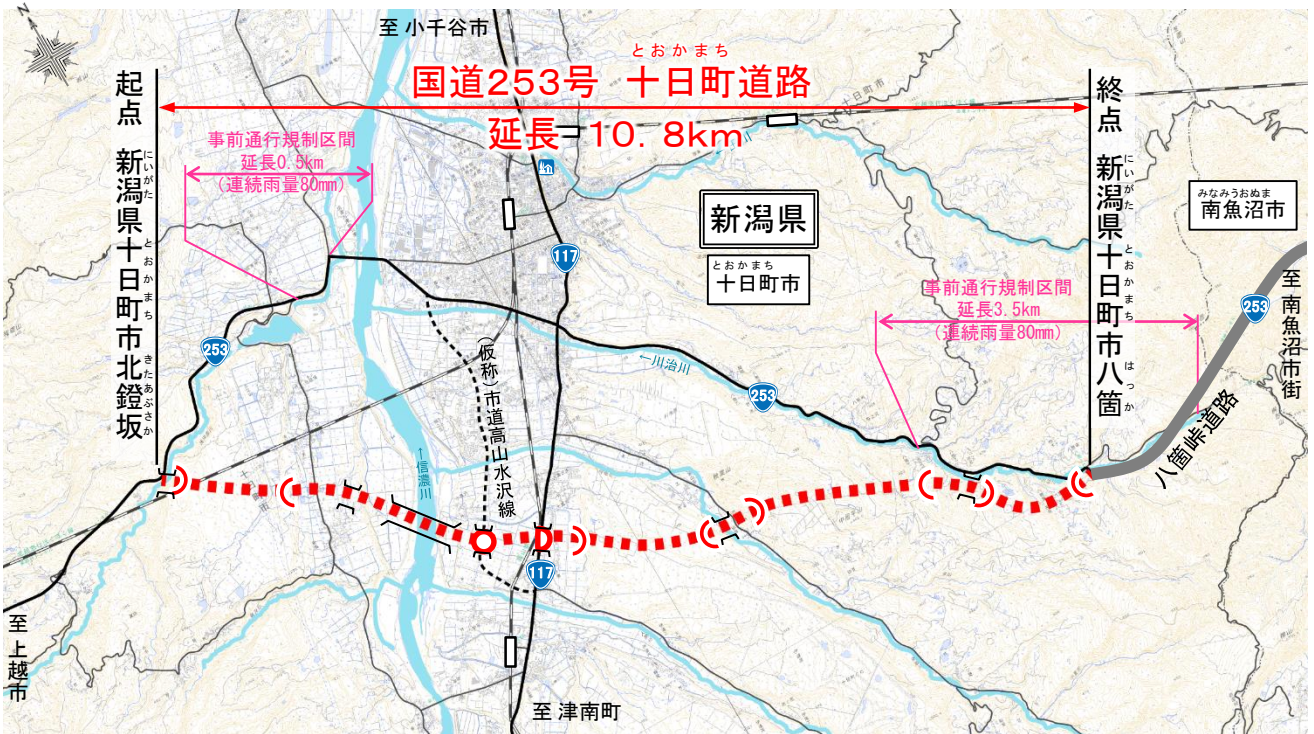 N
至 小千谷市
とおかまち
国道253号 十日町道路
延長 10.8km
起点 新潟県十日町市北鐙坂
にいがた
とおかまち
きたあぶさか
事前通行規制区間
延長0.5km
(連続雨量80mm)
十日町市
新潟県
とおかまち
十日町市
117
253
(仮称)市道高山水沢線
←信濃川
←川治川
253
事前通行規制区間
延長3.5km
(連続雨量80mm)
終点 新潟県十日町市八箇
にいがた
とおかまち
はっか
みなみうおぬま
南魚沼市
253
至 南魚沼市街
八箇峠道路
117
至 上越市
至 津南町